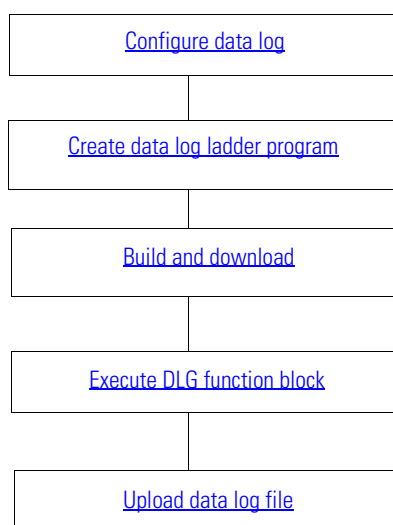 Configure data log
Create data log ladder program
Build and download
Execute DLG function block
Upload data log file